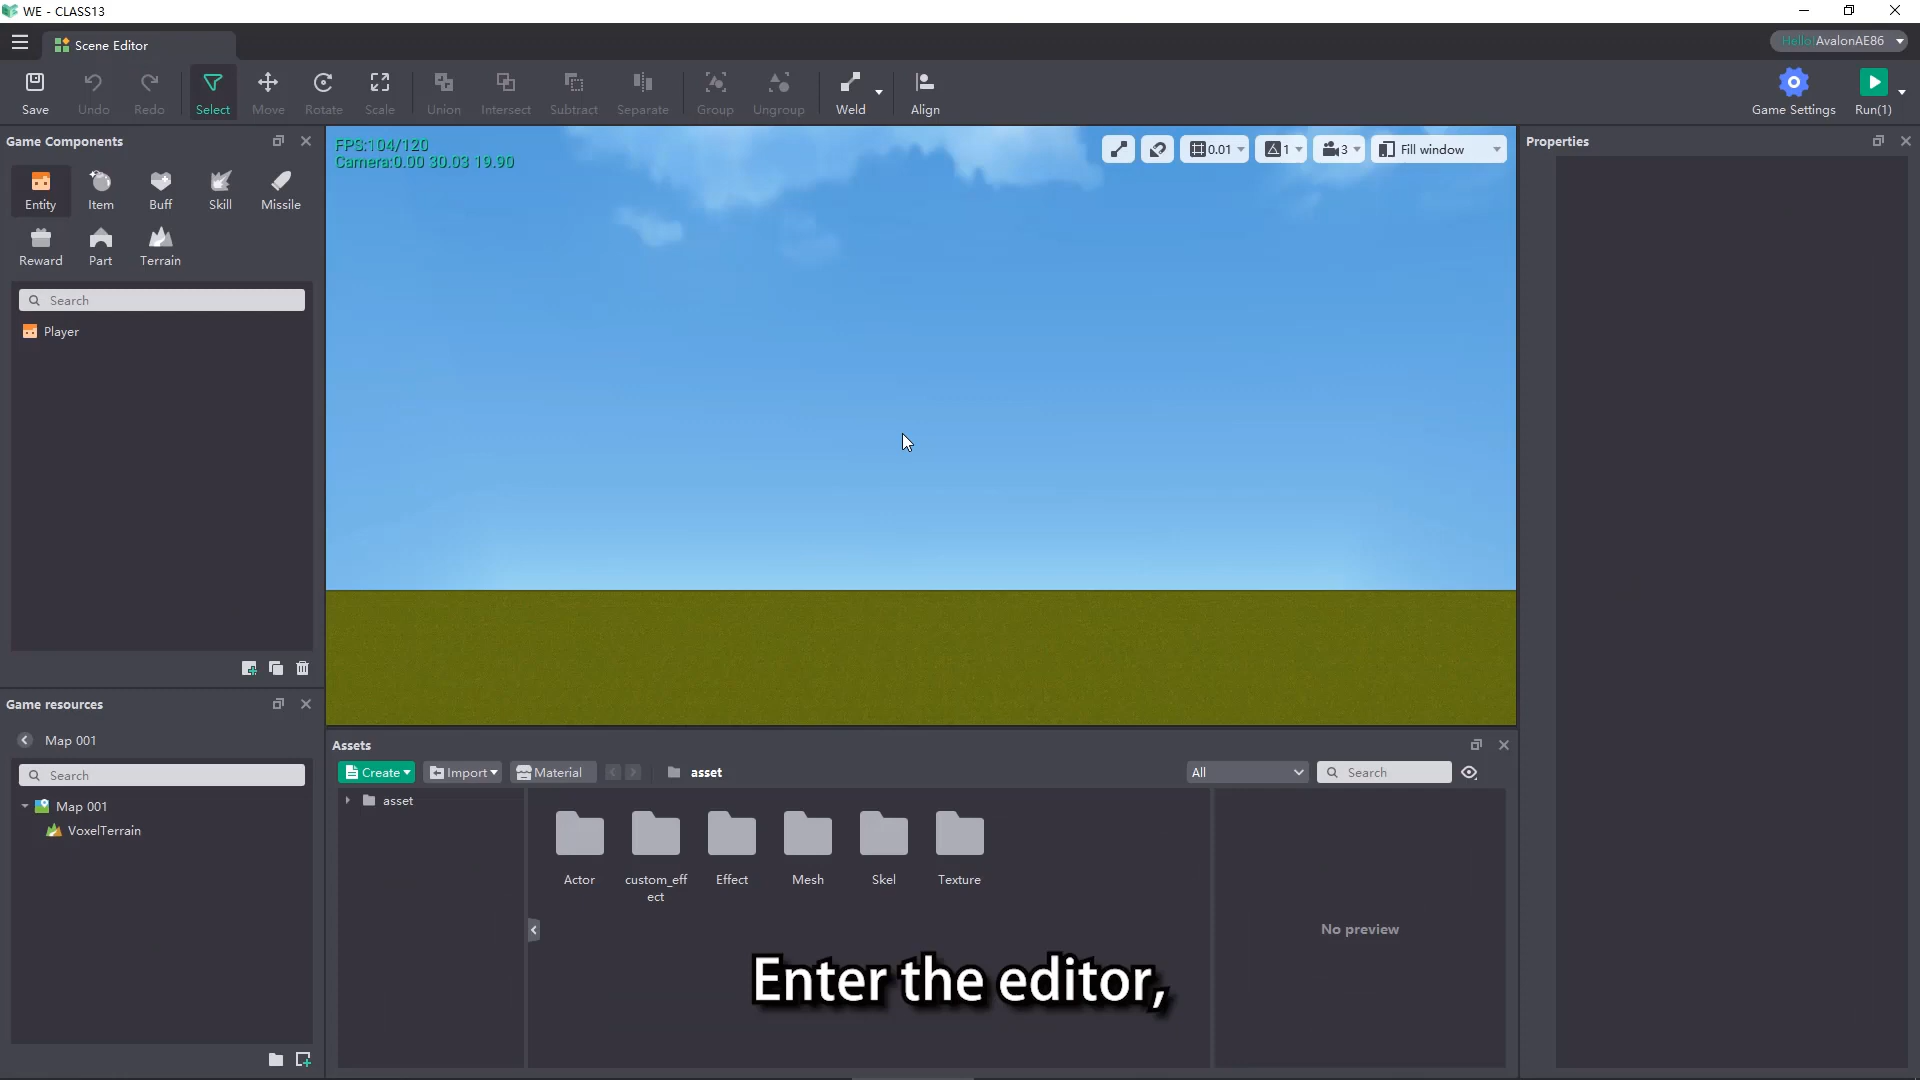 WE - CLASS13
Scene Editor
Hello!AvalonAE86
Save
Undo
Redo
Select
Move
Rotate
Scale
Union
Intersect
Subtract
Separate
Group
Ungroup
Weld
Align
Game Settings
Run(1)
Game Components
Entity
Item
Buff
Skill
Missile
Reward
Part
Terrain
Search
Player
FPS:104/120
Camera:0.00 30.03 19.90
0.01
1
3
Fill window
Properties
Game resources
Map 001
Search
Map 001
VoxelTerrain
Assets
Create
Import
Material
asset
All
Search
asset
Actor
custom_eff
ect
Effect
Mesh
Skel
Texture
No preview
Enter the editor,